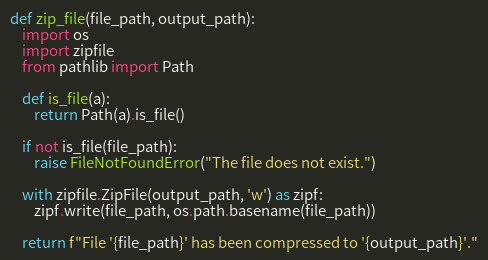 def zip_file(file_path, output_path):
    import os
    import zipfile
    from pathlib import Path

    def is_file(a):
        return Path(a).is_file()

    if not is_file(file_path):
        raise FileNotFoundError("The file does not exist.")

    with zipfile.ZipFile(output_path, 'w') as zipf:
        zipf.write(file_path, os.path.basename(file_path))

    return f"File '{file_path}' has been compressed to '{output_path}'."